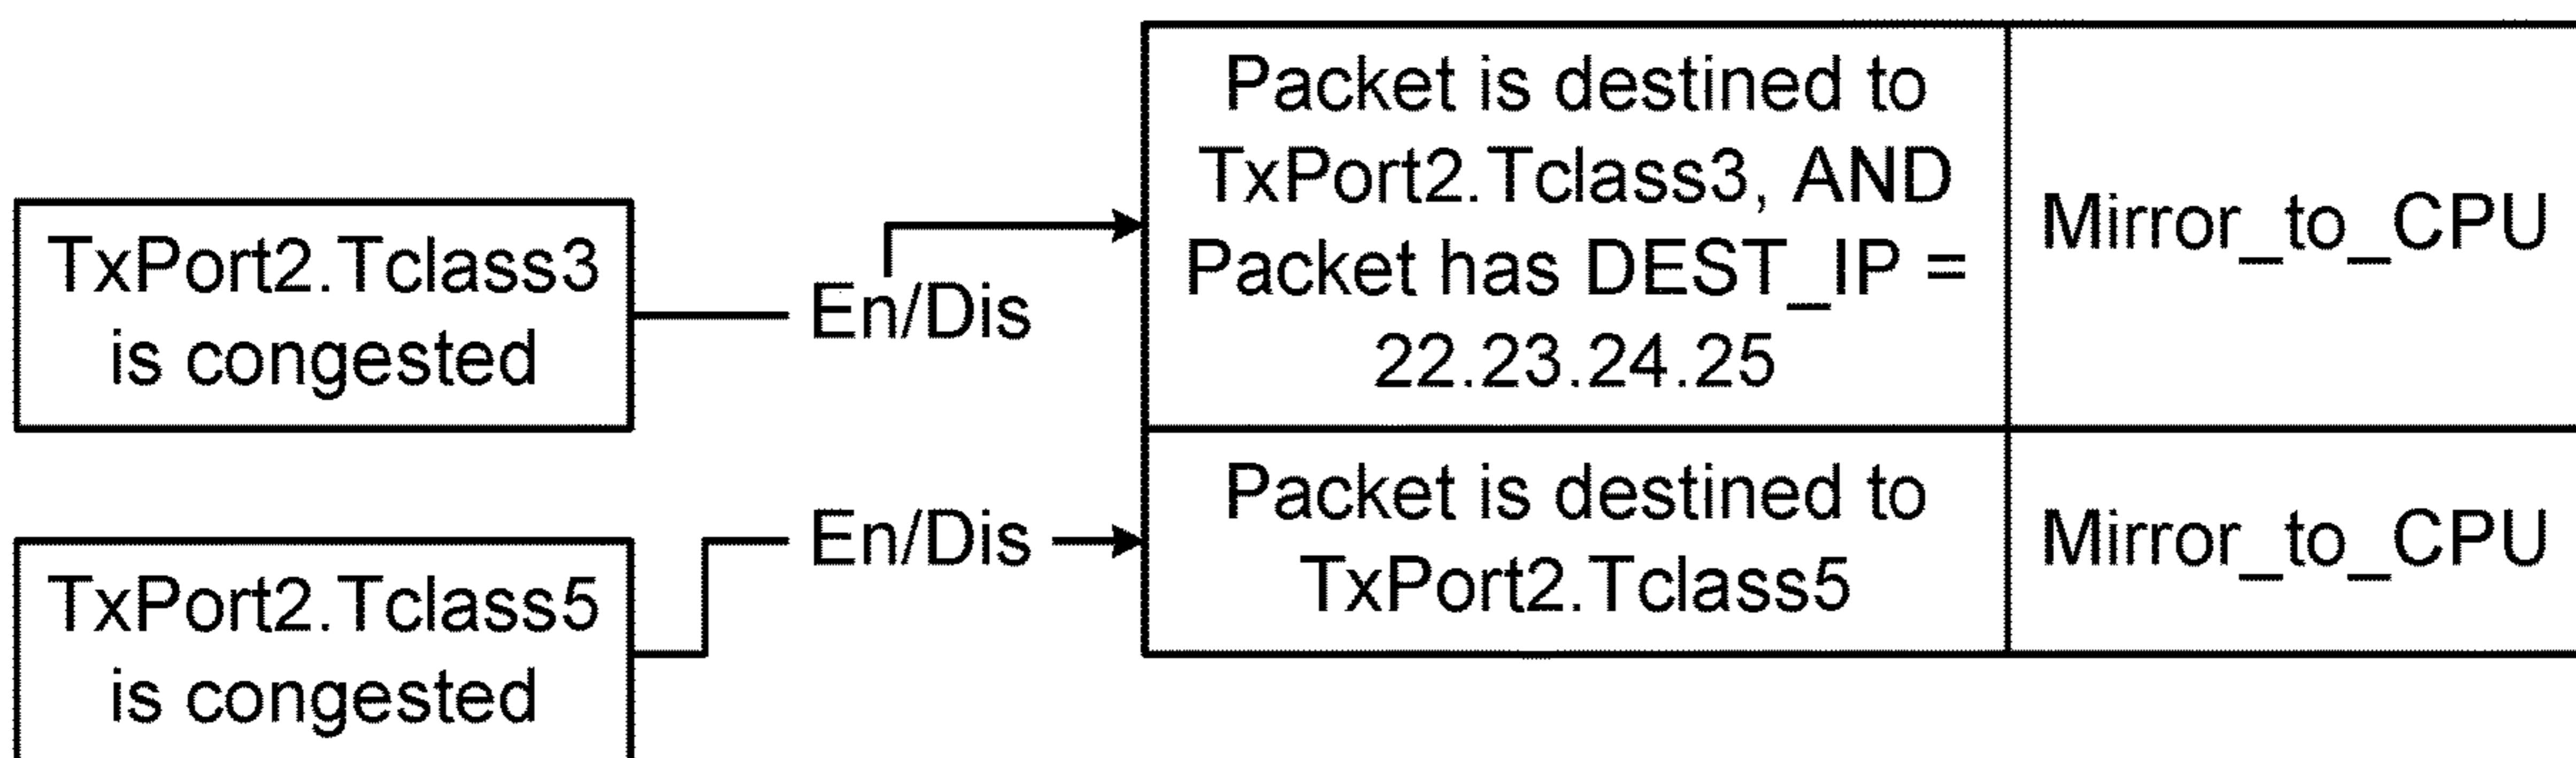 TxPort2.Tclass3
is congested
En/Dis
Packet is destined to
TxPort2.Tclass3, AND
Packet has DEST_IP =
22.23.24.25
Mirror_to_CPU
TxPort2.Tclass5
is congested
En/Dis
Packet is destined to
TxPort2.Tclass5
Mirror_to_CPU